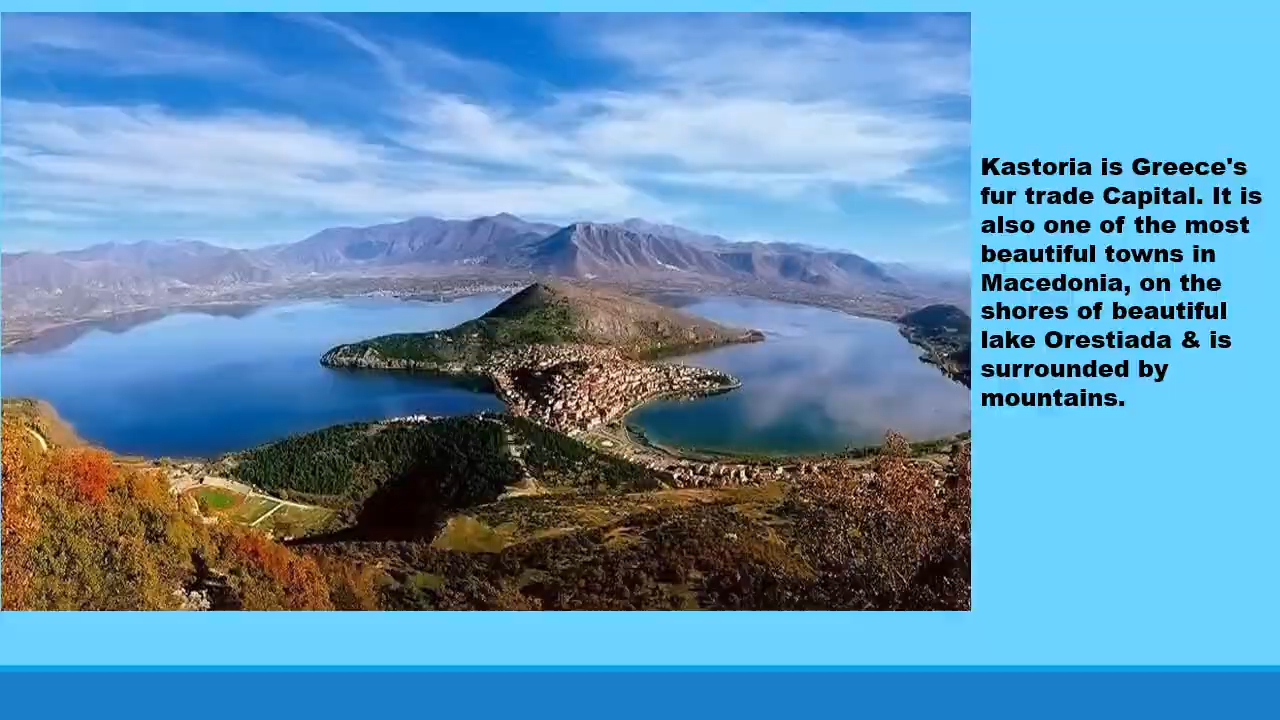 Kastoria is Greece's
fur trade Capital. It is
also one of the most
beautiful towns in
Macedonia, on the
shores of beautiful
lake Orestiada & is
surrounded by
mountains.